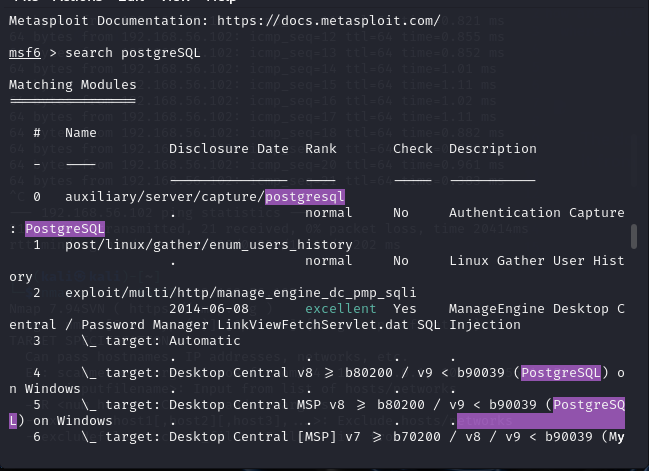 Metasploit Documentation: https://docs.metasploit.com/
msf6 > search postgreSQL
Matching Modules
================
# Name
Disclosure Date Rank Check Description
- ----
--------------- ---- ----- -----------
0 auxiliary/server/capture/postgresql
. normal No Authentication Capture
: PostgreSQL
1 post/linux/gather/enum_users_history
. normal No Linux Gather User Hist
ory
2 exploit/multi/http/manage_engine_dc_pmp_sqli
2014-06-08 excellent Yes ManageEngine Desktop C
entral / Password Manager LinkViewFetchServlet.dat SQL Injection
3 \_ target: Automatic
. . . .
4 \_ target: Desktop Central v8 >= b80200 / v9 < b90039 (PostgreSQL) o
n Windows . . . .
5 \_ target: Desktop Central MSP v8 >= b80200 / v9 < b90039 (PostgreSQ
L) on Windows . . . .
6 \_ target: Desktop Central [MSP] v7 >= b70200 / v8 / v9 < b90039 (My